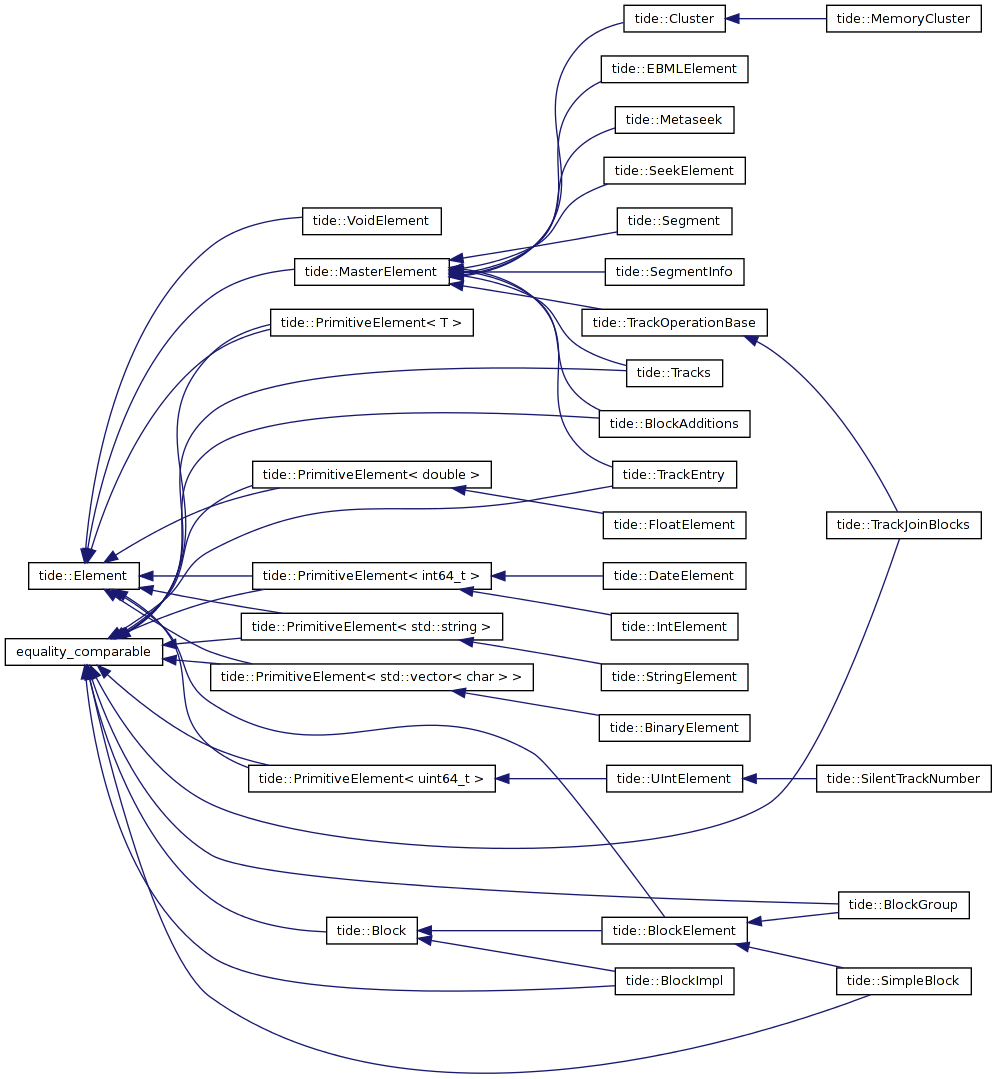 tide::Cluster
tide::MemoryCluster
tide::EBMLElement
tide::Metaseek
tide::SeekElement
tide::VoidElement
tide::Segment
tide::MasterElement
tide::SegmentInfo
tide::PrimitiveElement< T >
tide::TrackOperationBase
tide::Tracks
tide::BlockAdditions
tide::PrimitiveElement< double >
tide::TrackEntry
tide::FloatElement
tide::TrackJoinBlocks
tide::Element
tide::PrimitiveElement< int64_t >
tide::DateElement
tide::PrimitiveElement< std::string >
tide::IntElement
equality_comparable
tide::PrimitiveElement< std::vector< char > >
tide::StringElement
tide::BinaryElement
tide::PrimitiveElement< uint64_t >
tide::UIntElement
tide::SilentTrackNumber
tide::BlockGroup
tide::Block
tide::BlockElement
tide::BlockImpl
tide::SimpleBlock